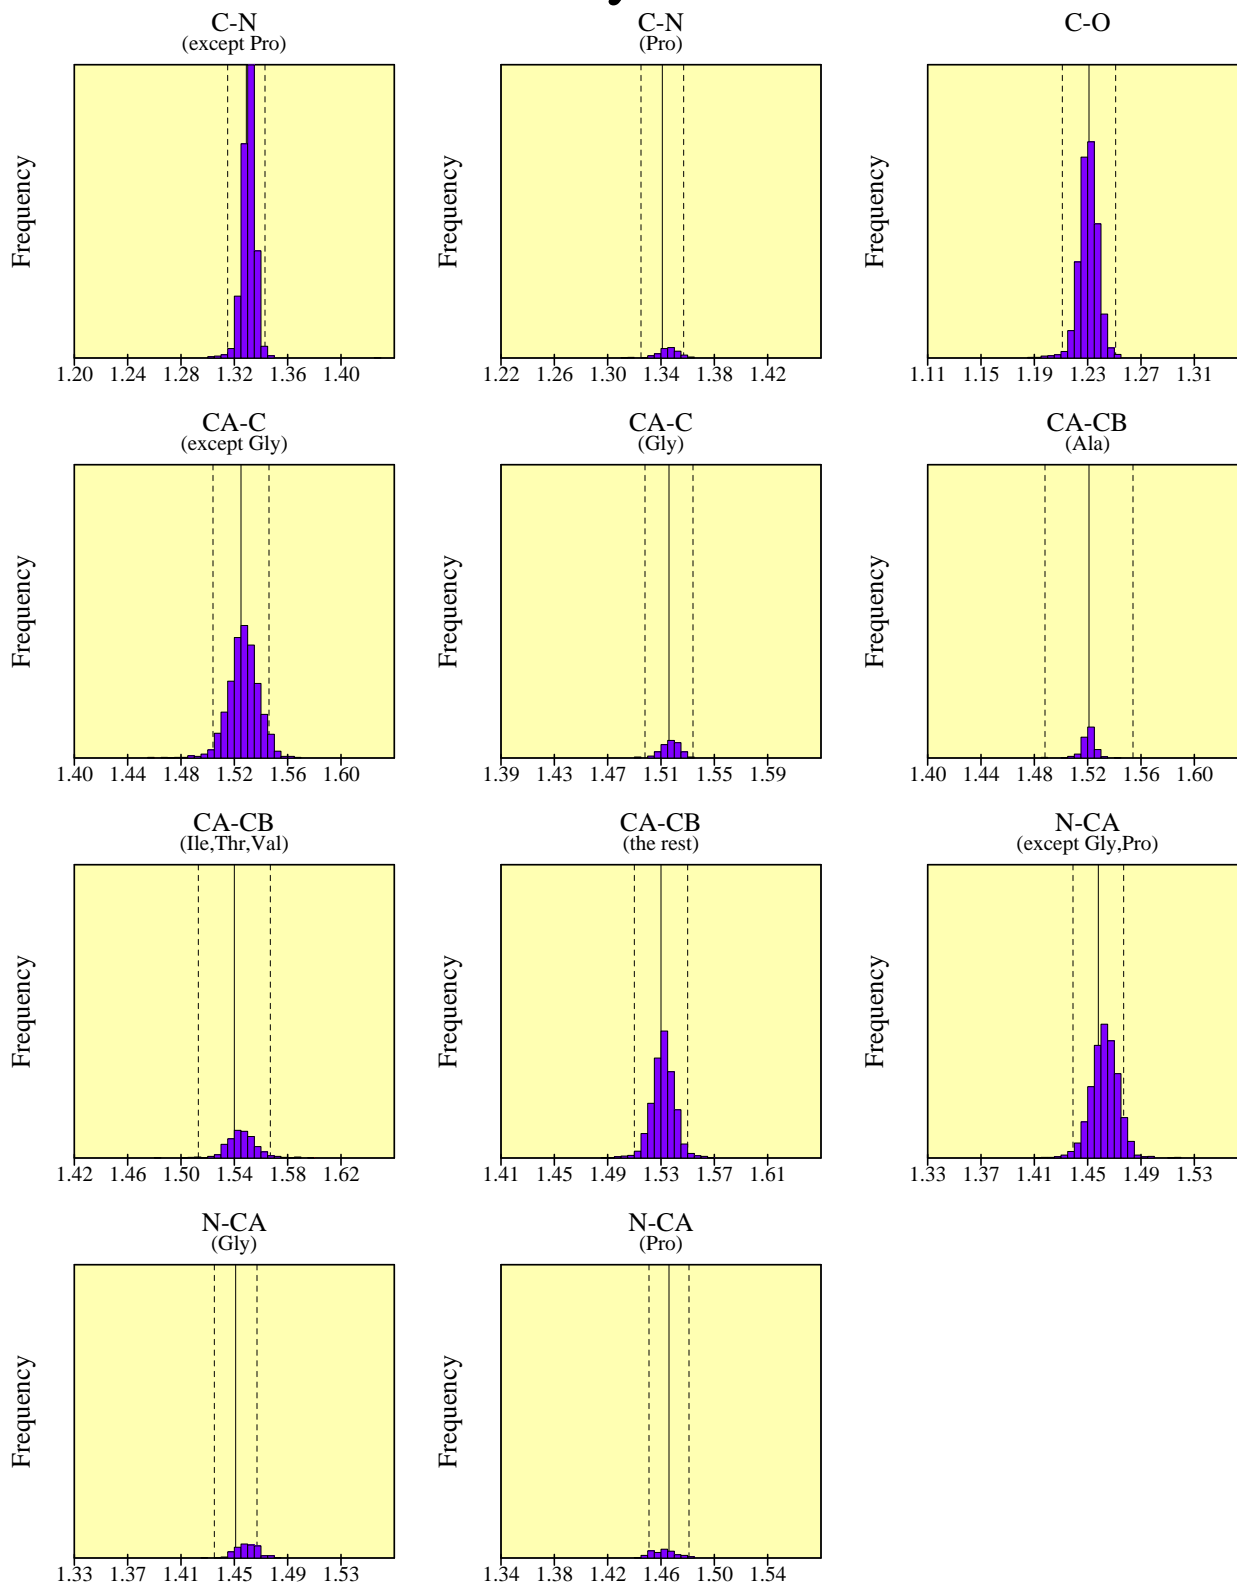 C-N
(except Pro)
C-N
(Pro)
C-O
Frequency
Frequency
Frequency
1.20 1.24 1.28 1.32 1.36 1.40
1.22 1.26 1.30 1.34 1.38 1.42
1.11 1.15 1.19 1.23 1.27 1.31
CA-C
(except Gly)
CA-C
(Gly)
CA-CB
(Ala)
Frequency
Frequency
Frequency
1.40 1.44 1.48 1.52 1.56 1.60
1.39 1.43 1.47 1.51 1.55 1.59
1.40 1.44 1.48 1.52 1.56 1.60
CA-CB
(Ile,Thr,Val)
CA-CB
(the rest)
N-CA
(except Gly,Pro)
Frequency
Frequency
Frequency
1.42 1.46 1.50 1.54 1.58 1.62
1.41 1.45 1.49 1.53 1.57 1.61
1.33 1.37 1.41 1.45 1.49 1.53
N-CA
(Gly)
N-CA
(Pro)
Frequency
Frequency
1.33 1.37 1.41 1.45 1.49 1.53
1.34 1.38 1.42 1.46 1.50 1.54